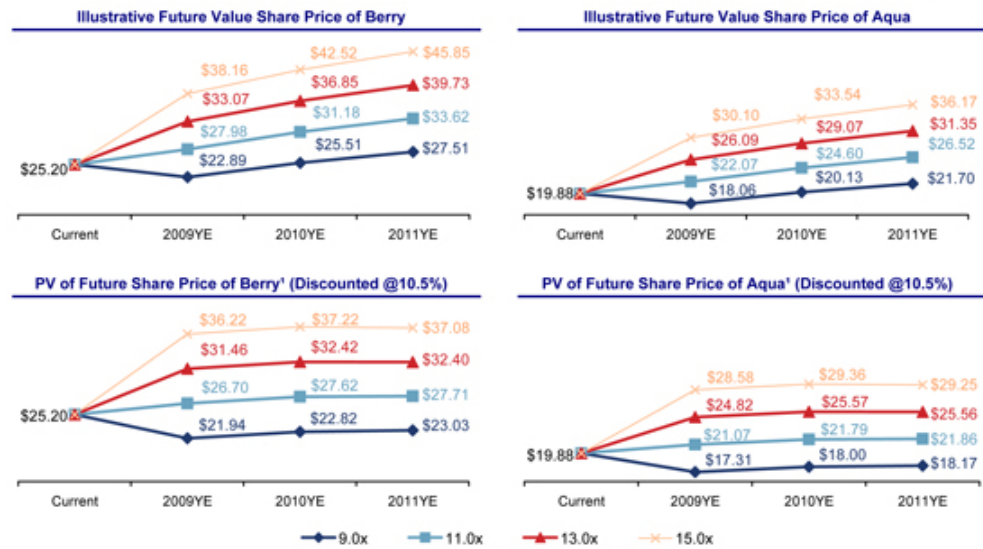 Illustrative Future Value Share Price of Berry
$45.85
$42.52
$38.16
$39.73
$36.85
$33.07
$33.62
$31.18
$27.98
$27.51
$25.51
$22.89
$25.20
Current 2009YE 2010YE 2011YE
Illustrative Future Value Share Price of Aqua
$36.17
$33.54
$30.10
$31.35
$29.07
$26.09
$26.52
$24.60
$22.07
$21.70
$20.13
$18.06
$19.88
Current 2009YE 2010YE 2011YE
PV of Future Share Price of Berry¹ (Discounted @10.5%)
$36.22 $37.22 $37.08
$31.46 $32.42 $32.40
$26.70 $27.62 $27.71
$25.20
$21.94 $22.82 $23.03
Current 2009YE 2010YE 2011YE
PV of Future Share Price of Aqua¹ (Discounted @10.5%)
$28.58 $29.36 $29.25
$24.82 $25.57 $25.56
$21.07 $21.79 $21.86
$19.88
$17.31 $18.00 $18.17
Current 2009YE 2010YE 2011YE
9.0x 11.0x 13.0x 15.0x